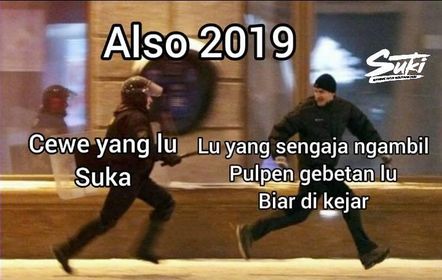 Also 2019
Suki
Cewe yang lu
Suka
Lu yang sengaja ngambil
Pulpen gebetan lu
Biar di kejar